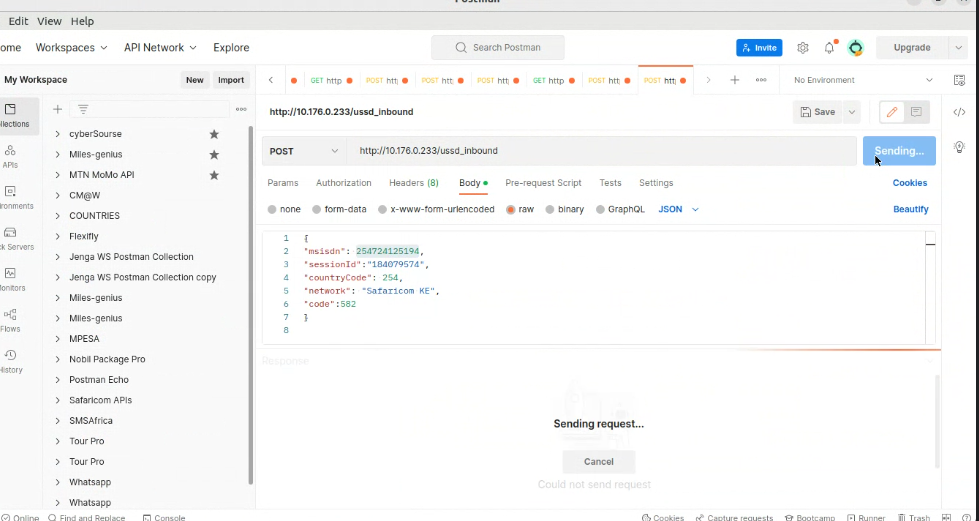 Postman
Edit View Help
ome Workspaces API Network Explore Search Postman Invite Upgrade
My Workspace New Import
GET http POST htt POST htt POST htt GET http POST htt POST htt No Environment
http://10.176.0.233/ussd_inbound Save
POST http://10.176.0.233/ussd_inbound Sending...
Params Authorization Headers (8) Body Pre-request Script Tests Settings Cookies
none form-data x-www-form-urlencoded raw binary GraphQL JSON Beautify
1 {
2 "msisdn": 254724125194,
3 "sessionId":"184079574",
4 "countryCode": 254,
5 "network": "Safaricom KE",
6 "code":582
7 }
8
Response
Sending request...
Cancel
Could not send request
llections
APIs
ironments
ck Servers
onitors
Flows
History
cyberSourse
Miles-genius
MTN MoMo API
CM@W
COUNTRIES
Flexifly
Jenga WS Postman Collection
Jenga WS Postman Collection copy
Miles-genius
Miles-genius
MPESA
Nobil Package Pro
Postman Echo
Safaricom APIs
SMSAfrica
Tour Pro
Tour Pro
Whatsapp
Whatsapp
Online Find and Replace Console Cookies Capture requests Bootcamp Runner Trash